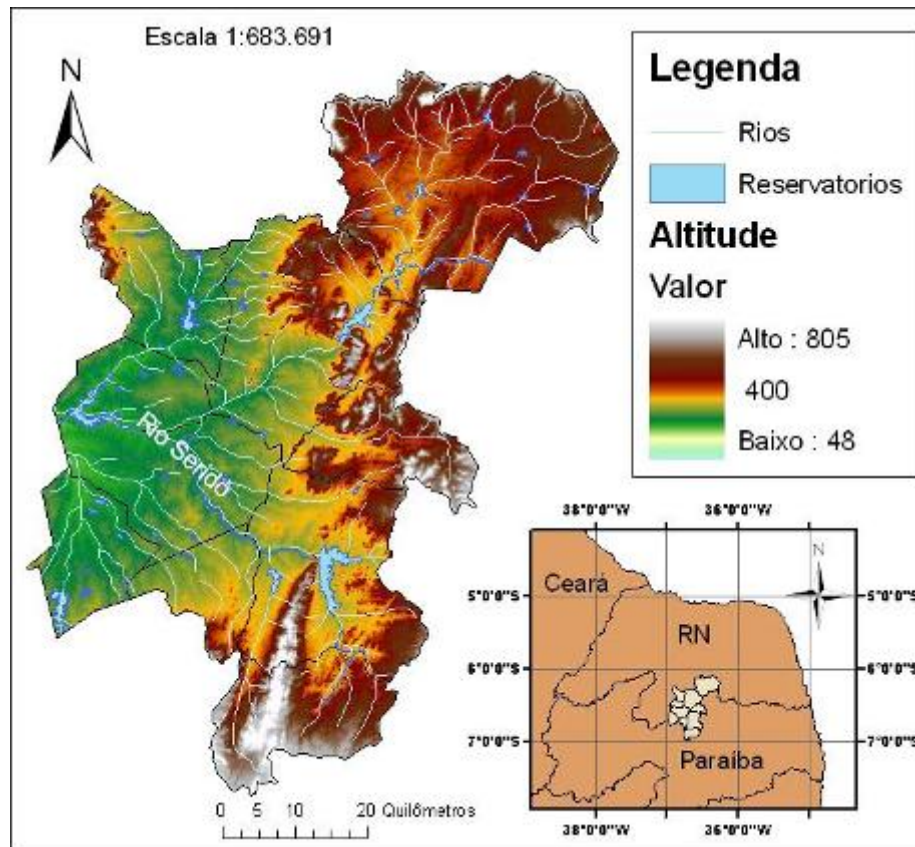 Escala 1:683.691
N
Legenda
Rios
Reservatorios
Altitude
Valor
Alto : 805
400
Baixo : 48
Rio Seridó
0 5 10 20 Quilômetros
38°0'0"W 36°0'0"W
N
Ceará
5°0'0"S 5°0'0"S
RN
6°0'0"S 6°0'0"S
7°0'0"S 7°0'0"S
Paraíba
38°0'0"W 36°0'0"W